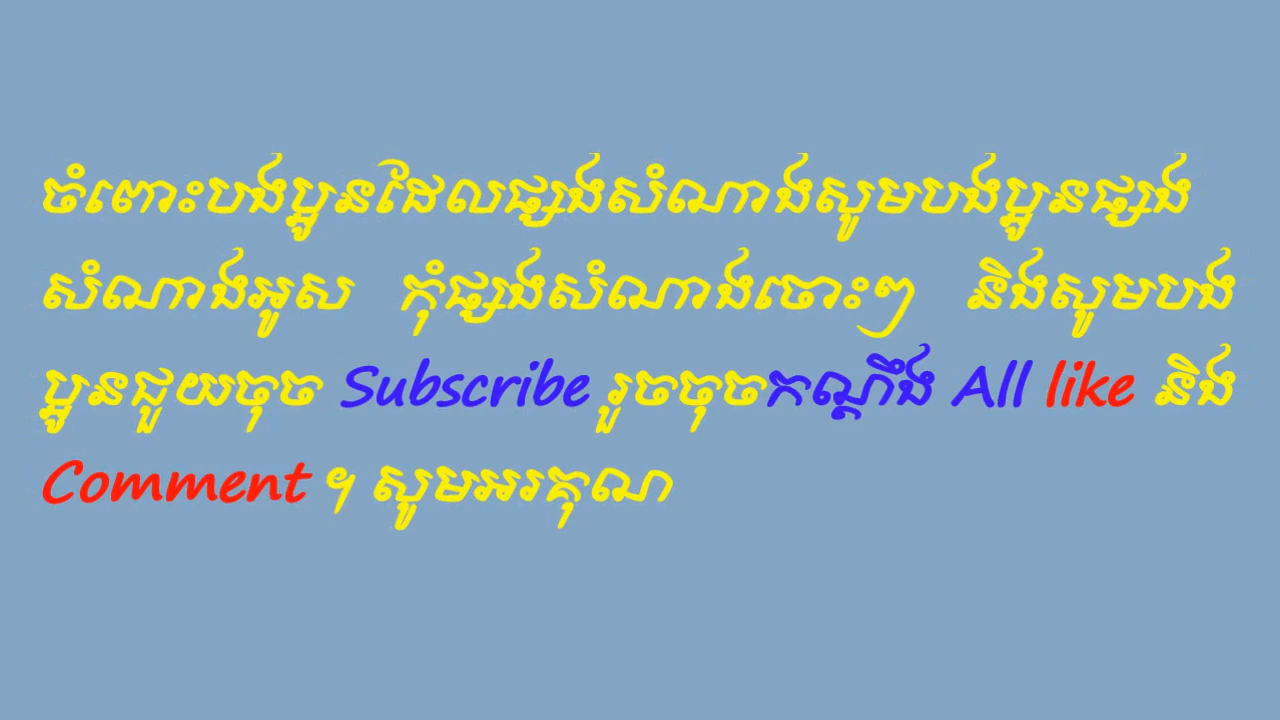 ចំពោះបង់ប្អូនដែលផ្សង់សំណាង់សូមបង់ប្អូនផ្សង់
សំណាង់អូស កុំផ្សង់សំណាង់ចោះៗ និង់សូមបង់
ប្អូនជួយចុច Subscribe រួចចុចកណ្ដឹង់ All like និង
Comment ។ សូមអរគុណ